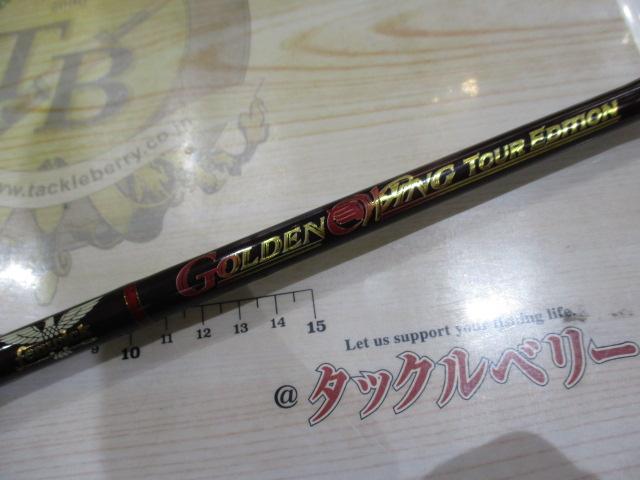 TB
www.tackleberry.co.jp
GOLDEN WING TOUR EDITION
9 10 11 12 13 14 15
Let us support your fishing life.
@タックルベリー